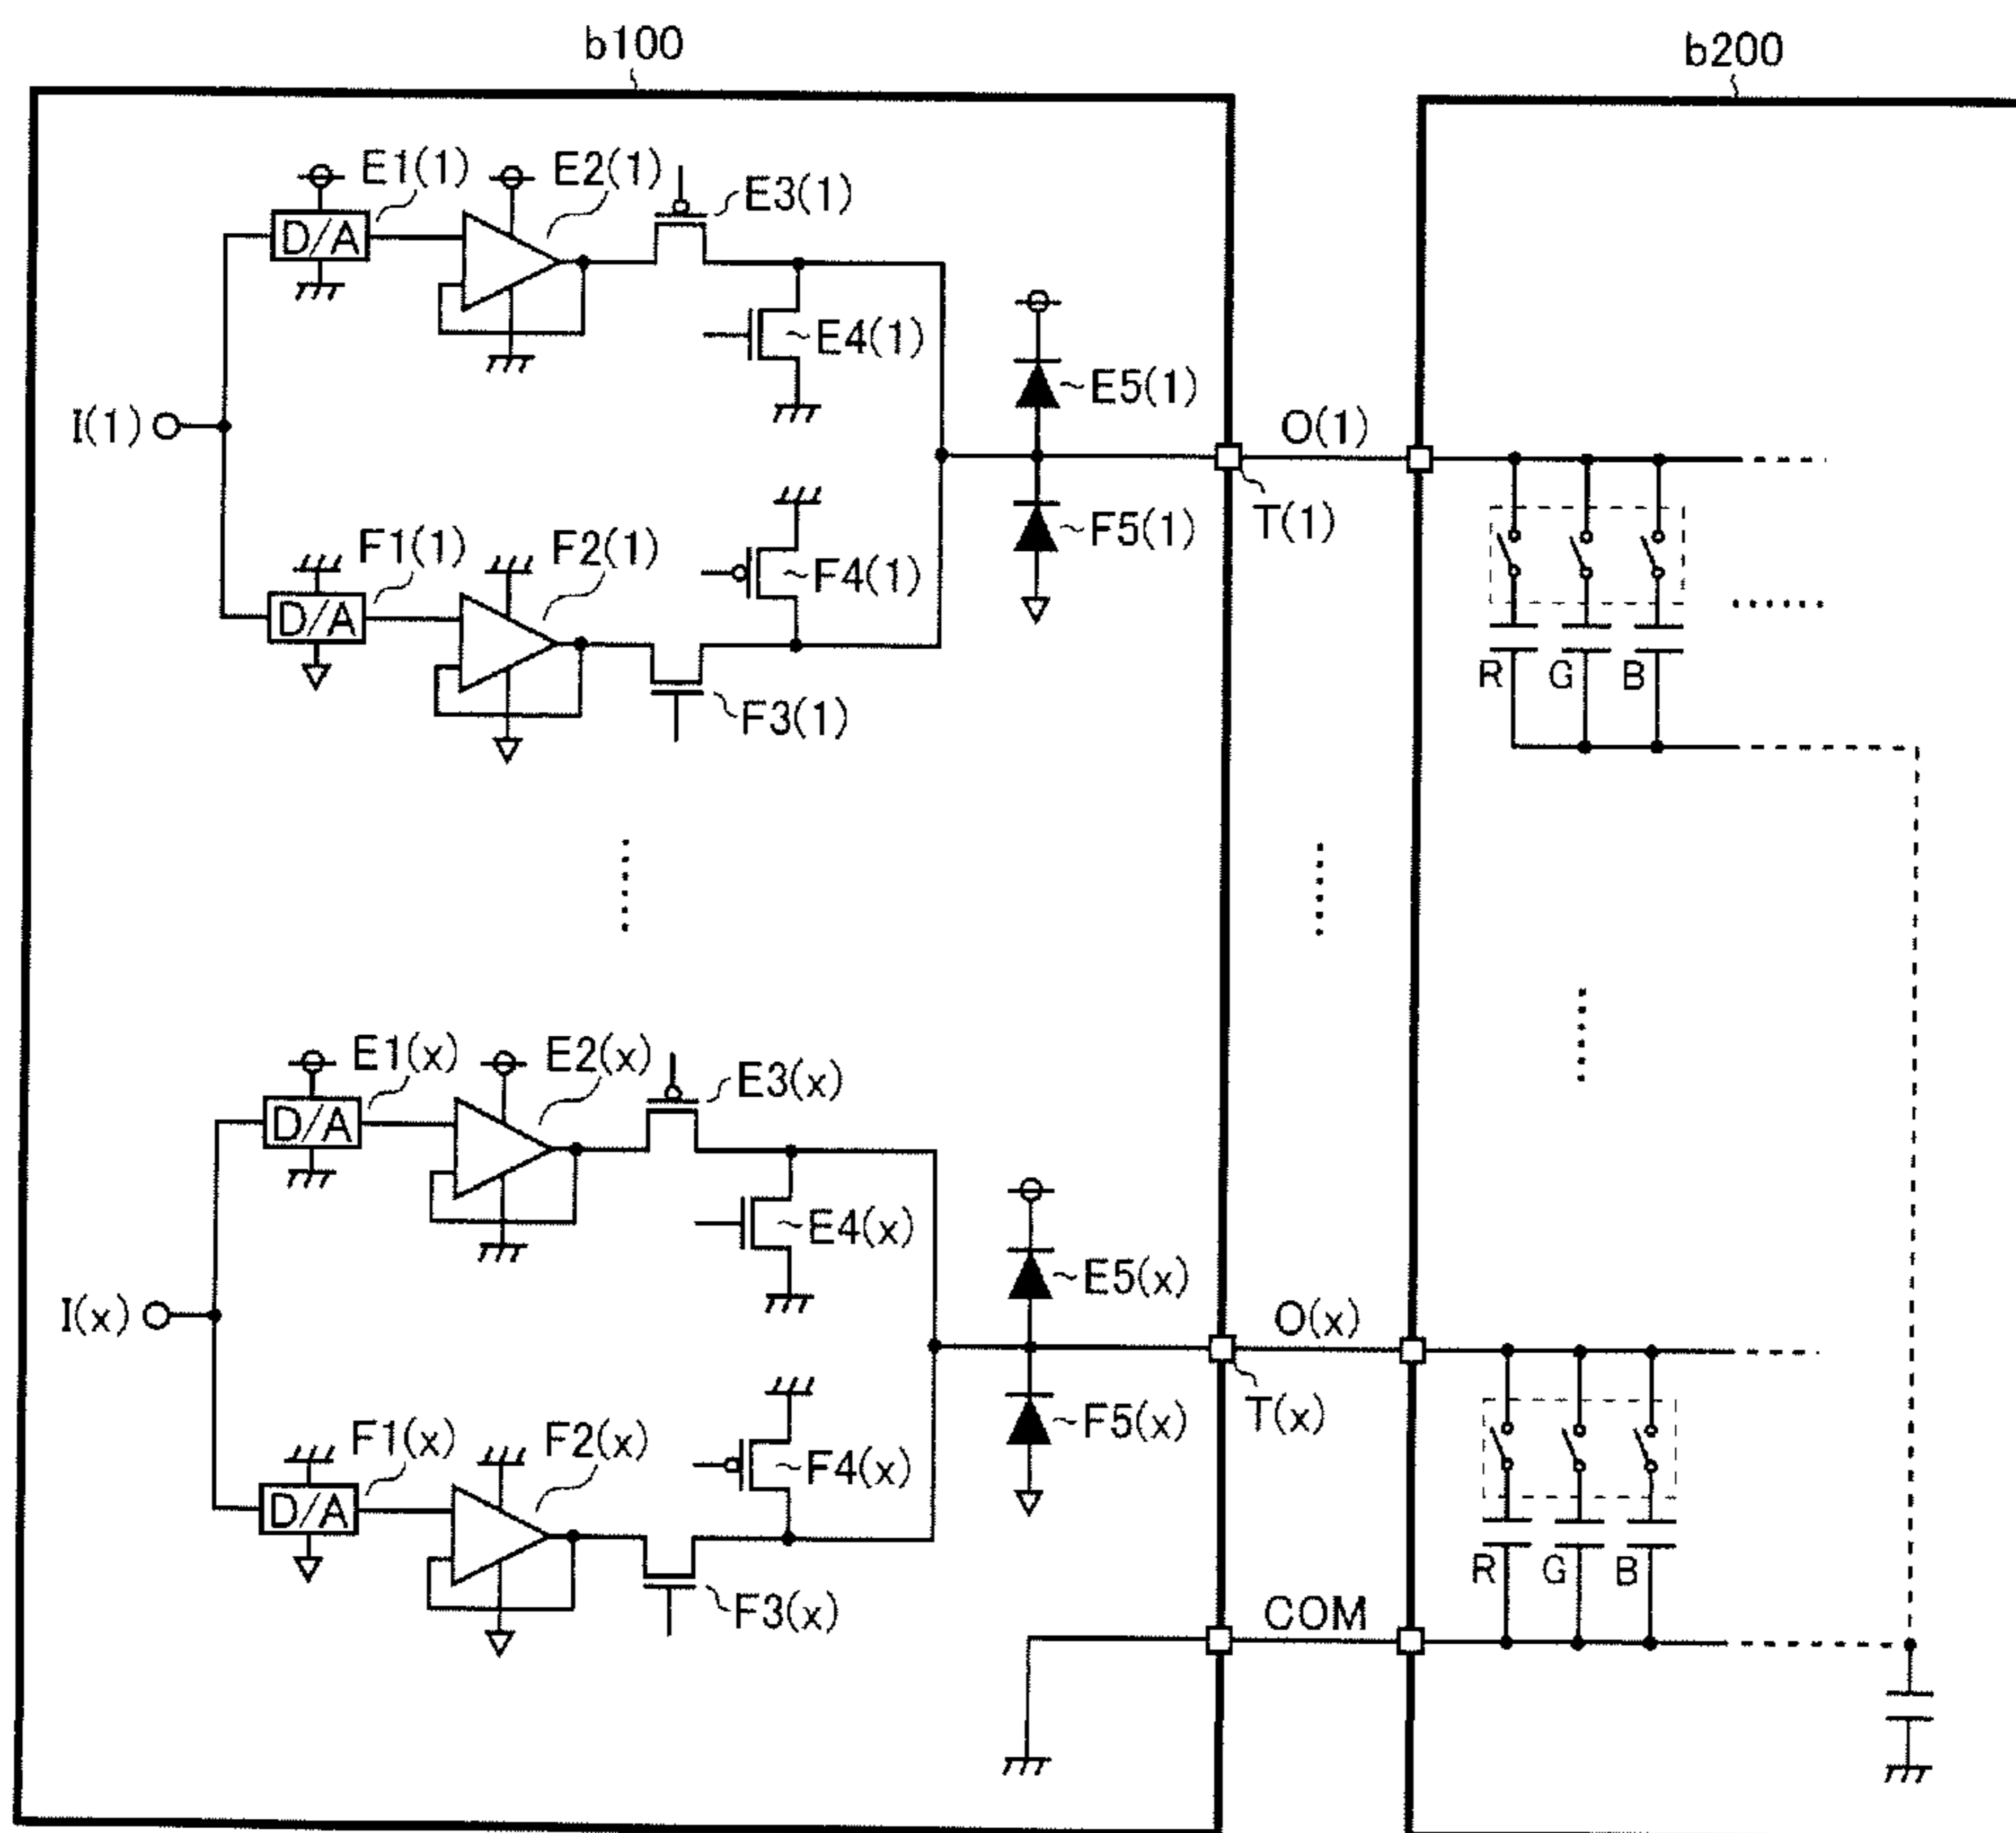 b100
b200
E1(1)
E2(1)
E3(1)
D/A
E4(1)
E5(1)
I(1)
O(1)
T(1)
F1(1)
F2(1)
F4(1)
F5(1)
D/A
F3(1)
R G B
E1(x)
E2(x)
E3(x)
D/A
E4(x)
E5(x)
I(x)
O(x)
T(x)
F1(x)
F2(x)
F4(x)
F5(x)
D/A
F3(x)
R G B
COM